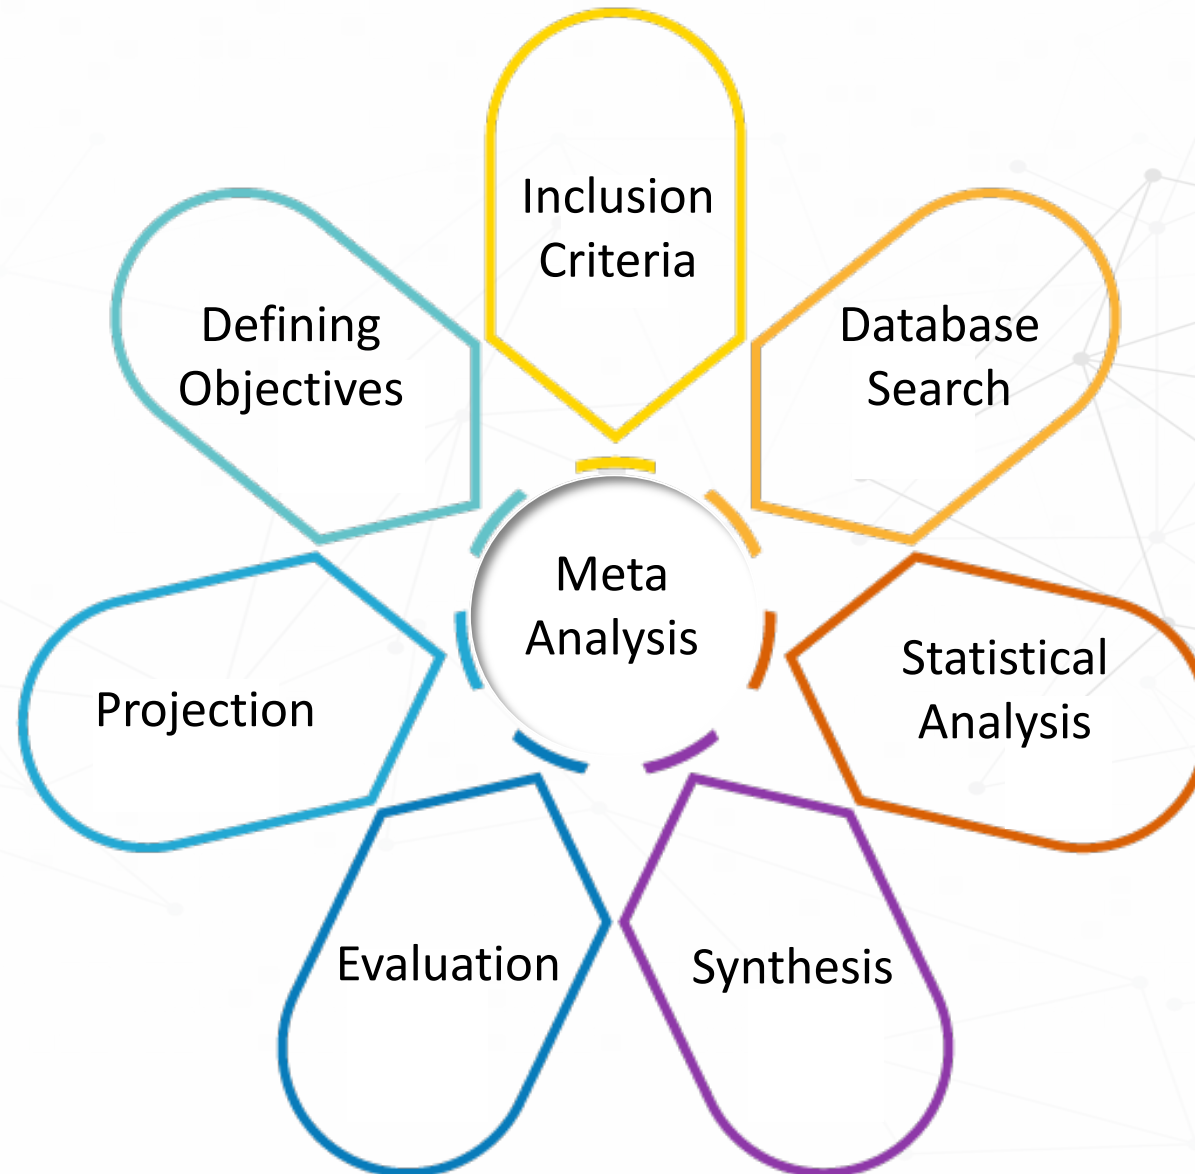 Inclusion
Criteria
Defining
Objectives
Database
Search
Meta
Analysis
Statistical
Analysis
Projection
Evaluation
Synthesis